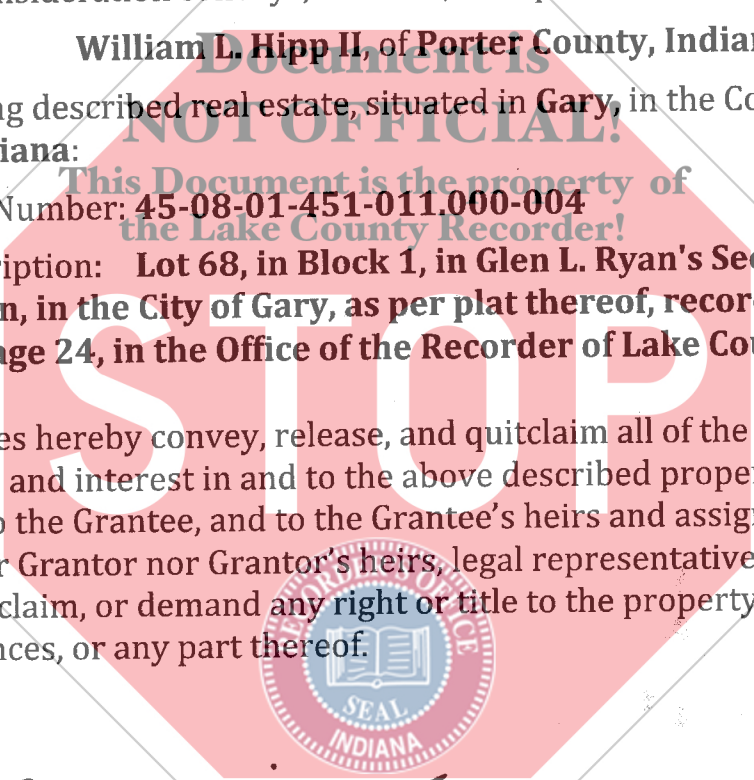 William L. Hipp II, of Porter County, Indian
Document is
ng described real estate, situated in Gary, in the Co
NOT OFFICIAL!
iana:
This Document is the property of
Number: 45-08-01-451-011.000-004
the Lake County Recorder!
ription: Lot 68, in Block 1, in Glen L. Ryan's Sec
n, in the City of Gary, as per plat thereof, record
age 24, in the Office of the Recorder of Lake Cou
STOP
es hereby convey, release, and quitclaim all of the
and interest in and to the above described proper
o the Grantee, and to the Grantee's heirs and assig
r Grantor nor Grantor's heirs, legal representative
claim, or demand any right or title to the property
nces, or any part thereof.
RECORDER'S OFFICE
SEAL
INDIANA